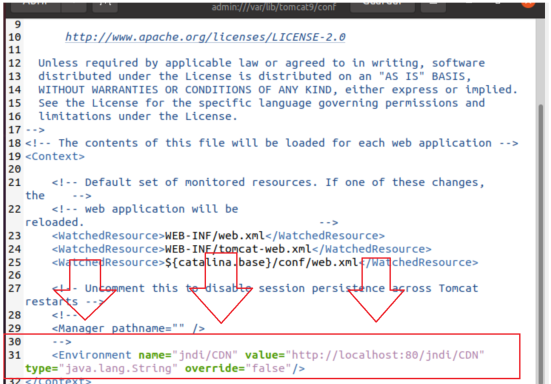 admin:///var/lib/tomcat9/conf
9
10 http://www.apache.org/licenses/LICENSE-2.0
11
12 Unless required by applicable law or agreed to in writing, software
13 distributed under the License is distributed on an "AS IS" BASIS,
14 WITHOUT WARRANTIES OR CONDITIONS OF ANY KIND, either express or implied.
15 See the License for the specific language governing permissions and
16 limitations under the License.
17 -->
18 <!-- The contents of this file will be loaded for each web application -->
19 <Context>
20
21 <!-- Default set of monitored resources. If one of these changes,
the -->
22 <!-- web application will be
reloaded. -->
23 <WatchedResource>WEB-INF/web.xml</WatchedResource>
24 <WatchedResource>WEB-INF/tomcat-web.xml</WatchedResource>
25 <WatchedResource>${catalina.base}/conf/web.xml</WatchedResource>
26
27 <!-- Uncomment this to disable session persistence across Tomcat
restarts -->
28 <!--
29 <Manager pathname="" />
30 -->
31 <Environment name="jndi/CDN" value="http://localhost:80/jndi/CDN"
type="java.lang.String" override="false"/>
32 </Context>